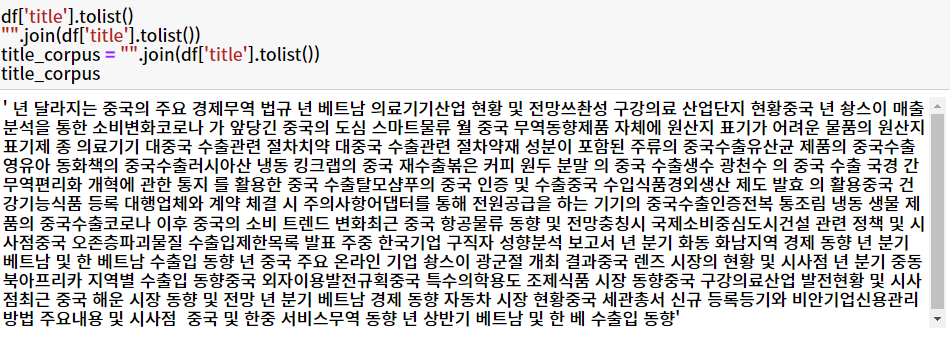 df['title'].tolist()
"".join(df['title'].tolist())
title_corpus = "".join(df['title'].tolist())
title_corpus
' 년 달라지는 중국의 주요 경제무역 법규 년 베트남 의료기기산업 현황 및 전망쓰촨성 구강의료 산업단지 현황중국 년 솽스이 매출
분석을 통한 소비변화코로나 가 앞당긴 중국의 도심 스마트물류 월 중국 무역동향제품 자체에 원산지 표기가 어려운 물품의 원산지
표기제 종 의료기기 대중국 수출관련 절차치약 대중국 수출관련 절차약재 성분이 포함된 주류의 중국수출유산균 제품의 중국수출
영유아 동화책의 중국수출러시아산 냉동 킹크랩의 중국 재수출볶은 커피 원두 분말 의 중국 수출생수 광천수 의 중국 수출 국경 간
무역편리화 개혁에 관한 통지 를 활용한 중국 수출탈모샴푸의 중국 인증 및 수출중국 수입식품경외생산 제도 발효 의 활용중국 건
강기능식품 등록 대행업체와 계약 체결 시 주의사항어댑터를 통해 전원공급을 하는 기기의 중국수출인증전복 통조림 냉동 생물 제
품의 중국수출코로나 이후 중국의 소비 트렌드 변화최근 중국 항공물류 동향 및 전망충칭시 국제소비중심도시건설 관련 정책 및 시
사점중국 오존층파괴물질 수출입제한목록 발표 주중 한국기업 구직자 성향분석 보고서 년 분기 화동 화남지역 경제 동향 년 분기
베트남 및 한 베트남 수출입 동향 년 중국 주요 온라인 기업 솽스이 광군절 개최 결과중국 렌즈 시장의 현황 및 시사점 년 분기 중동
북아프리카 지역별 수출입 동향중국 외자이용발전규획중국 특수의학용도 조제식품 시장 동향중국 구강의료산업 발전현황 및 시사
점최근 중국 해운 시장 동향 및 전망 년 분기 베트남 경제 동향 자동차 시장 현황중국 세관총서 신규 등록등기와 비안기업신용관리
방법 주요내용 및 시사점  중국 및 한중 서비스무역 동향 년 상반기 베트남 및 한 베 수출입 동향'